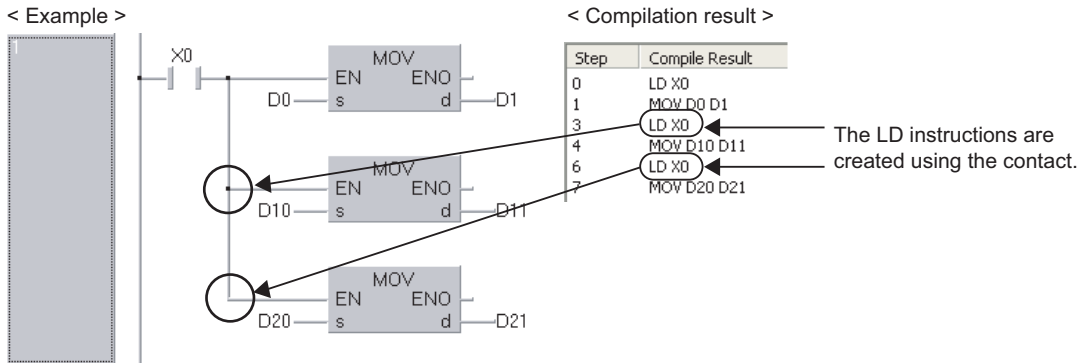 < Example >
1
X0
MOV
EN ENO
D0 s d D1
MOV
EN ENO
D10 s d D11
MOV
EN ENO
D20 s d D21
< Compilation result >
Step Compile Result
0 LD X0
1 MOV D0 D1
3 LD X0
4 MOV D10 D11
6 LD X0
7 MOV D20 D21
The LD instructions are
created using the contact.